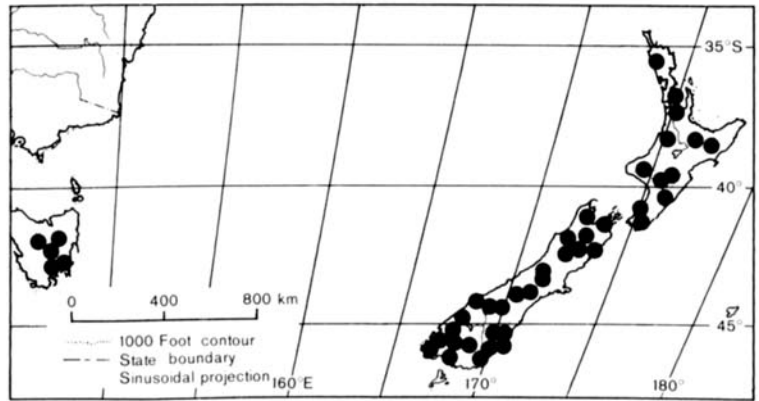 35°S
40°
0 400 800 km
45°
1000 Foot contour
State boundary
Sinusoidal projection
160°E 170° 180°